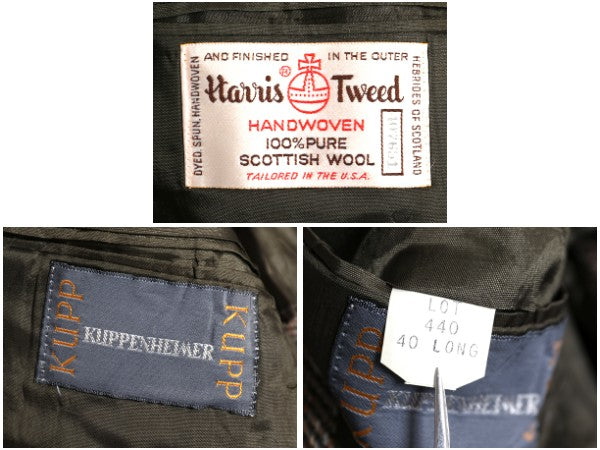 AND FINISHED IN THE OUTER
DYED, SPUN, HANDWOVEN
HEBRIDES OF SCOTLAND
Harris® Tweed
HANDWOVEN
100% PURE
SCOTTISH WOOL
TAILORED IN THE U.S.A.
KUPP
KUPPENHEIMER
KUPP
LOT
440
40 LONG
KUPP
KUPPENHEIMER